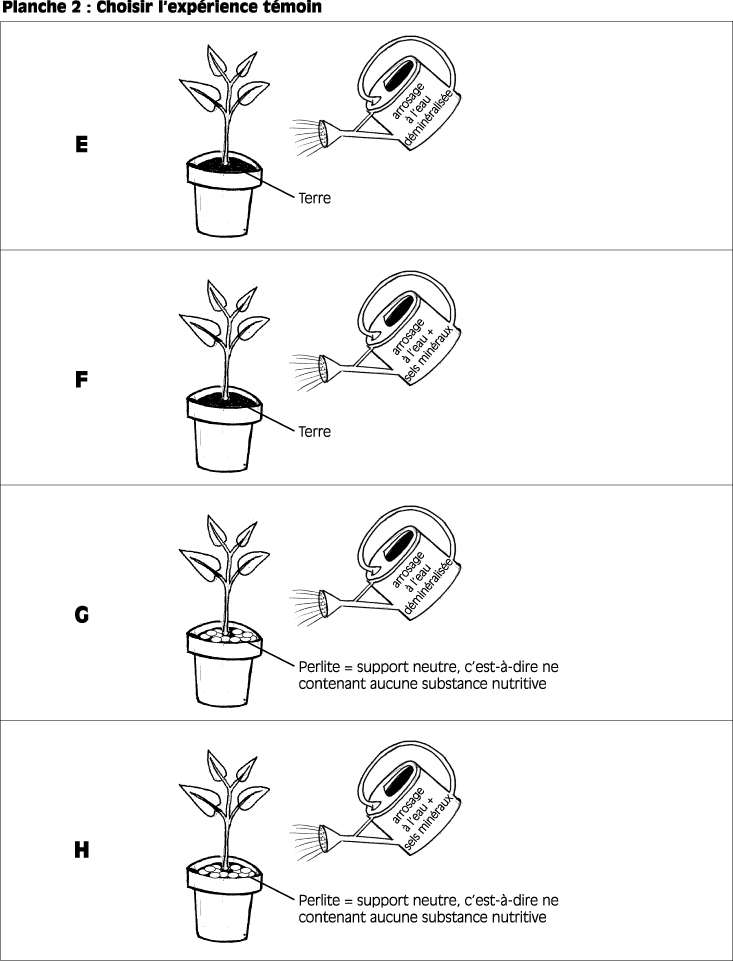 Planche 2 : Choisir l'expérience témoin
E
arrosage
à l'eau
déminéralisée
Terre
F
arrosage
à l'eau +
sels minéraux
Terre
G
arrosage
à l'eau
déminéralisée
Perlite = support neutre, c'est-à-dire ne
contenant aucune substance nutritive
H
arrosage
à l'eau +
sels minéraux
Perlite = support neutre, c'est-à-dire ne
contenant aucune substance nutritive